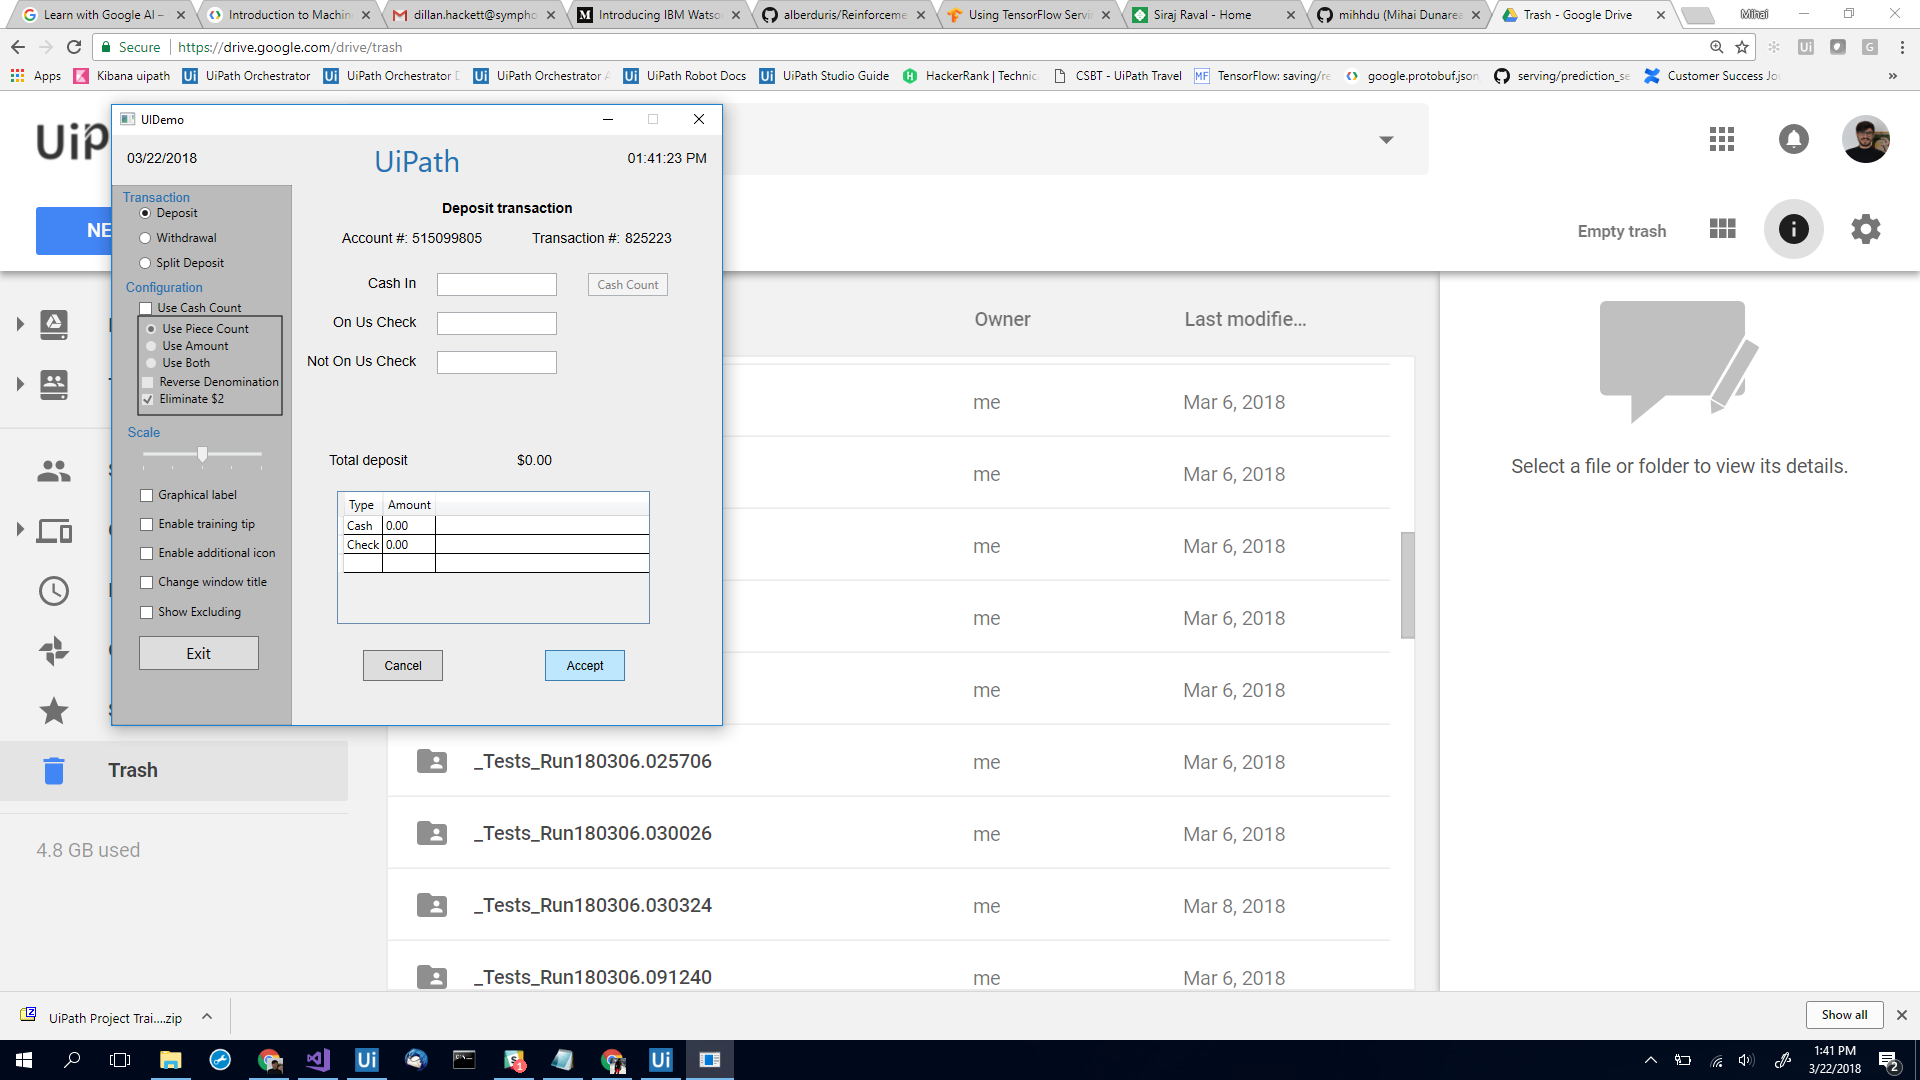 Learn with Google AI –
Introduction to Machin
dillan.hackett@sympho
Introducing IBM Watso
alberduris/Reinforceme
Using TensorFlow Servi
Siraj Raval - Home
mihhdu (Mihai Dunarea
Trash - Google Drive
Mihai
Secure https://drive.google.com/drive/trash
Apps Kibana uipath UiPath Orchestrator UiPath Orchestrator UiPath Orchestrator UiPath Robot Docs UiPath Studio Guide HackerRank | Technic CSBT - UiPath Travel TensorFlow: saving/re google.protobuf.json serving/prediction_se Customer Success Jou »
UiP
UIDemo
03/22/2018 UiPath 01:41:23 PM
Transaction
Deposit
Withdrawal
Split Deposit
Configuration
Use Cash Count
Use Piece Count
Use Amount
Use Both
Reverse Denomination
Eliminate $2
Scale
Graphical label
Enable training tip
Enable additional icon
Change window title
Show Excluding
Exit
Deposit transaction
Account #: 515099805 Transaction #: 825223
Cash In Cash Count
On Us Check
Not On Us Check
Total deposit $0.00
Type Amount
Cash 0.00
Check 0.00
Cancel Accept
NE
Empty trash
Owner Last modifie...
me Mar 6, 2018
me Mar 6, 2018
me Mar 6, 2018
me Mar 6, 2018
me Mar 6, 2018
_Tests_Run180306.025706 me Mar 6, 2018
_Tests_Run180306.030026 me Mar 6, 2018
_Tests_Run180306.030324 me Mar 8, 2018
_Tests_Run180306.091240 me Mar 6, 2018
Select a file or folder to view its details.
Trash
4.8 GB used
UiPath Project Trai....zip
Show all
1:41 PM
3/22/2018
2